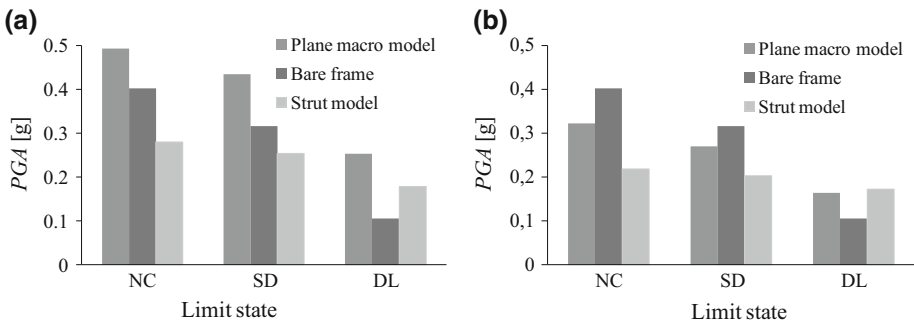 (a)
0.5
0.4
0.3
0.2
0.1
0
PGA [g]
Plane macro model
Bare frame
Strut model
NC SD DL
Limit state
(b)
0,5
0,4
0,3
0,2
0,1
0
PGA [g]
Plane macro model
Bare frame
Strut model
NC SD DL
Limit state